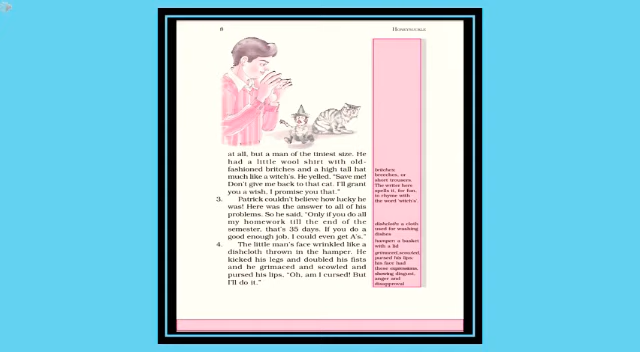 8
HONEYSUCKLE
at all, but a man of the tiniest size. He
had a little wool shirt with old-
fashioned britches and a high tall hat
much like a witch's. He yelled, "Save me!
Don't give me back to that cat. I'll grant
you a wish. I promise you that."
3. Patrick couldn't believe how lucky he
was! Here was the answer to all of his
problems. So he said, "Only if you do all
my homework till the end of the
semester, that's 35 days. If you do a
good enough job, I could even get A's."
4. The little man's face wrinkled like a
dishcloth thrown in the hamper. He
kicked his legs and doubled his fists
and he grimaced and scowled and
pursed his lips, "Oh, am I cursed! But
I'll do it."
britches:
breeches, or
short trousers.
The writer here
spells it, for fun,
to rhyme with
the word 'witch's'
dishcloth: a cloth
used for washing
dishes
hamper: a basket
with a lid
grimaced,scowled,
pursed his lips:
his face had
these expressions,
showing disgust,
anger and
disapproval